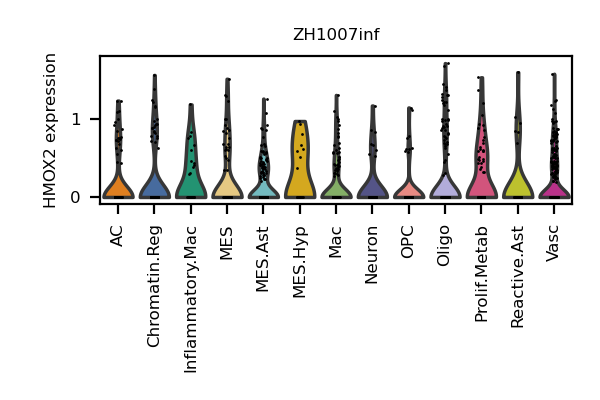 ZH1007inf
HMOX2 expression
1
0
AC
Chromatin.Reg
Inflammatory.Mac
MES
MES.Ast
MES.Hyp
Mac
Neuron
OPC
Oligo
Prolif.Metab
Reactive.Ast
Vasc